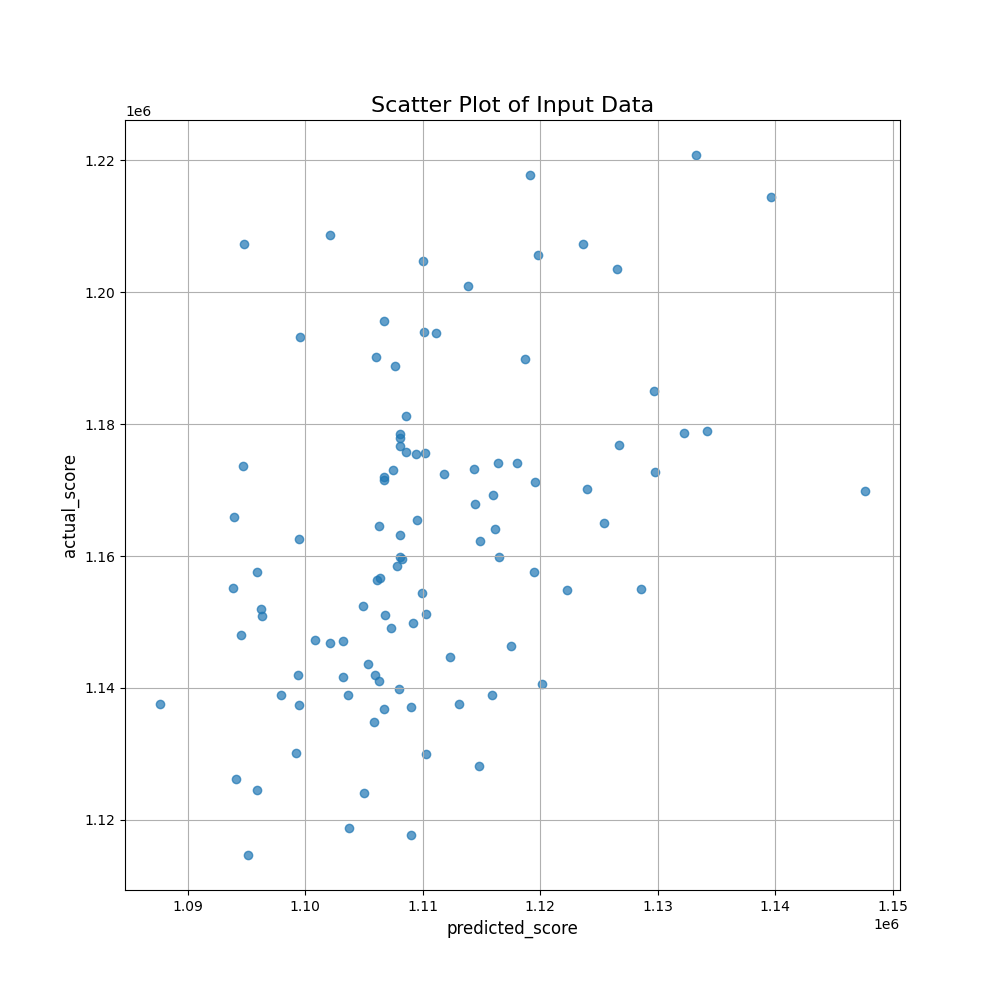 Scatter Plot of Input Data
1e6
1.22
1.20
1.18
1.16
1.14
1.12
actual_score
1.09 1.10 1.11 1.12 1.13 1.14 1.15
1e6
predicted_score